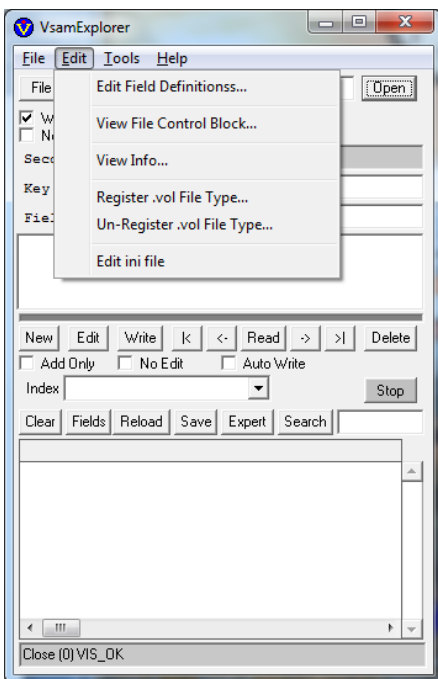 VsamExplorer
File Edit Tools Help
File Open
Edit Field Definitionss...
View File Control Block...
View Info...
Key
Register .vol File Type...
Un-Register .vol File Type...
Edit ini file
New Edit Write |< <- Read -> >| Delete
Add Only No Edit Auto Write
Index Stop
Clear Fields Reload Save Expert Search
Close (0) VIS_OK